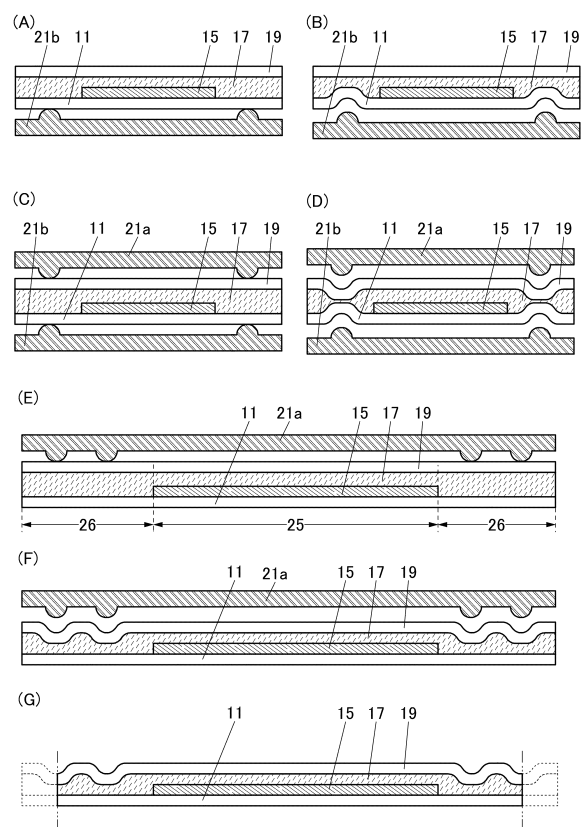 (A)
21b 11 15 17 19
(B)
21b 11 15 17 19
(C)
21b 11 21a 15 17 19
(D)
21b 11 21a 15 17 19
(E)
11 21a 15 17 19
26 25 26
(F)
11 21a 15 17 19
(G)
11 15 17 19